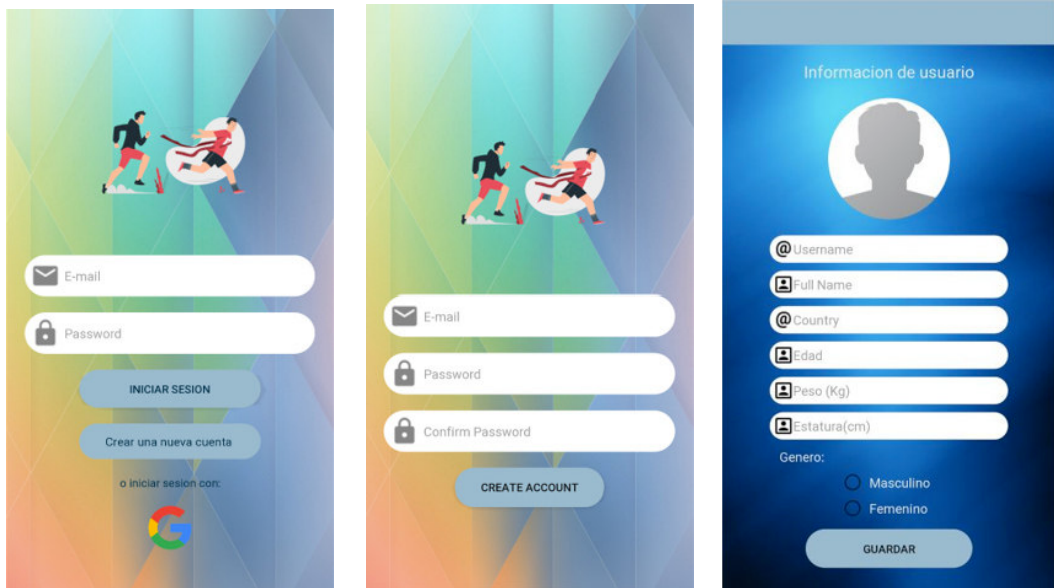 E-mail
Password
INICIAR SESION
Crear una nueva cuenta
o iniciar sesion con:
E-mail
Password
Confirm Password
CREATE ACCOUNT
Informacion de usuario
@Username
Full Name
@Country
Edad
Peso (Kg)
Estatura(cm)
Genero:
Masculino
Femenino
GUARDAR